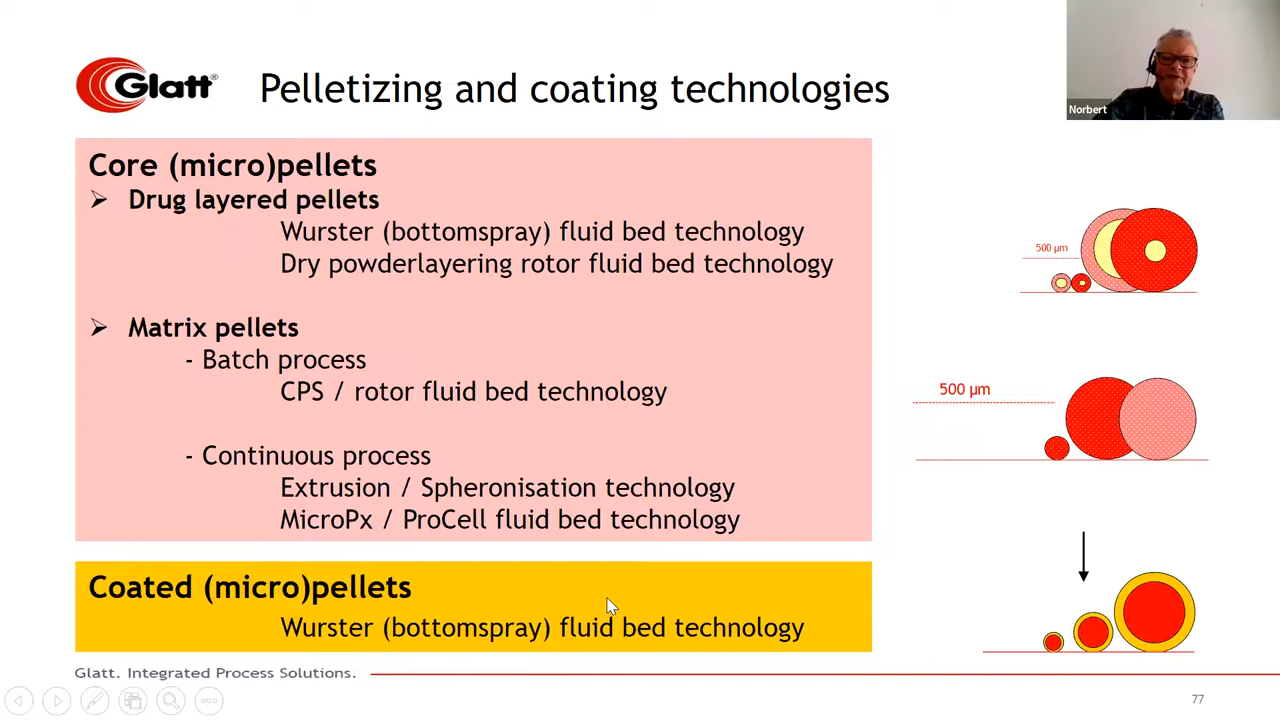 Glatt®
Pelletizing and coating technologies
Norbert
Core (micro)pellets
➢ Drug layered pellets
Wurster (bottomspray) fluid bed technology
Dry powderlayering rotor fluid bed technology
➢ Matrix pellets
- Batch process
CPS / rotor fluid bed technology
- Continuous process
Extrusion / Spheronisation technology
MicroPx / ProCell fluid bed technology
Coated (micro)pellets
Wurster (bottomspray) fluid bed technology
500 µm
500 µm
Glatt. Integrated Process Solutions.
77